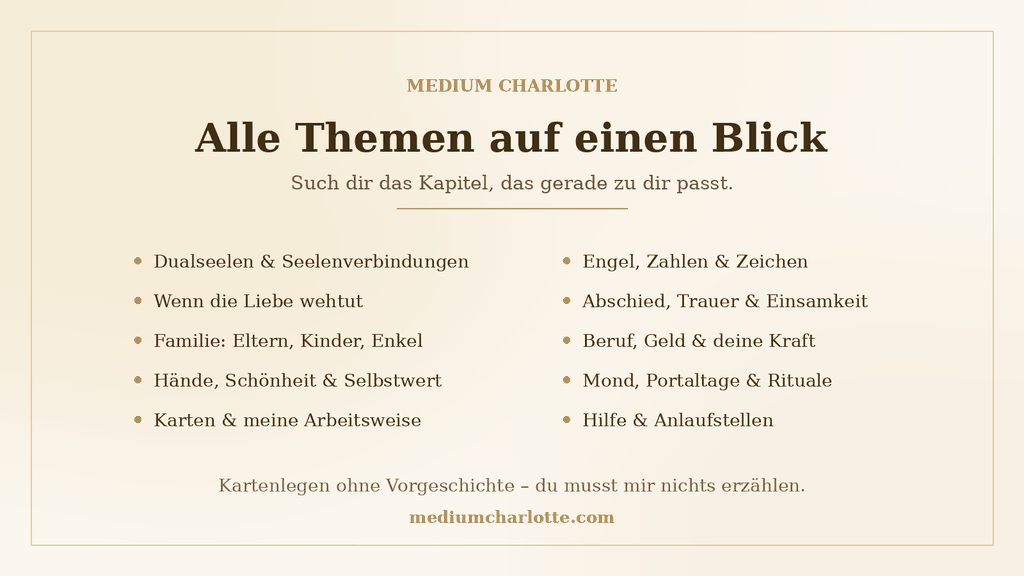 MEDIUM CHARLOTTE
Alle Themen auf einen Blick
Such dir das Kapitel, das gerade zu dir passt.
Dualseelen & Seelenverbindungen
Wenn die Liebe wehtut
Familie: Eltern, Kinder, Enkel
Hände, Schönheit & Selbstwert
Karten & meine Arbeitsweise
Engel, Zahlen & Zeichen
Abschied, Trauer & Einsamkeit
Beruf, Geld & deine Kraft
Mond, Portaltage & Rituale
Hilfe & Anlaufstellen
Kartenlegen ohne Vorgeschichte – du musst mir nichts erzählen.
mediumcharlotte.com